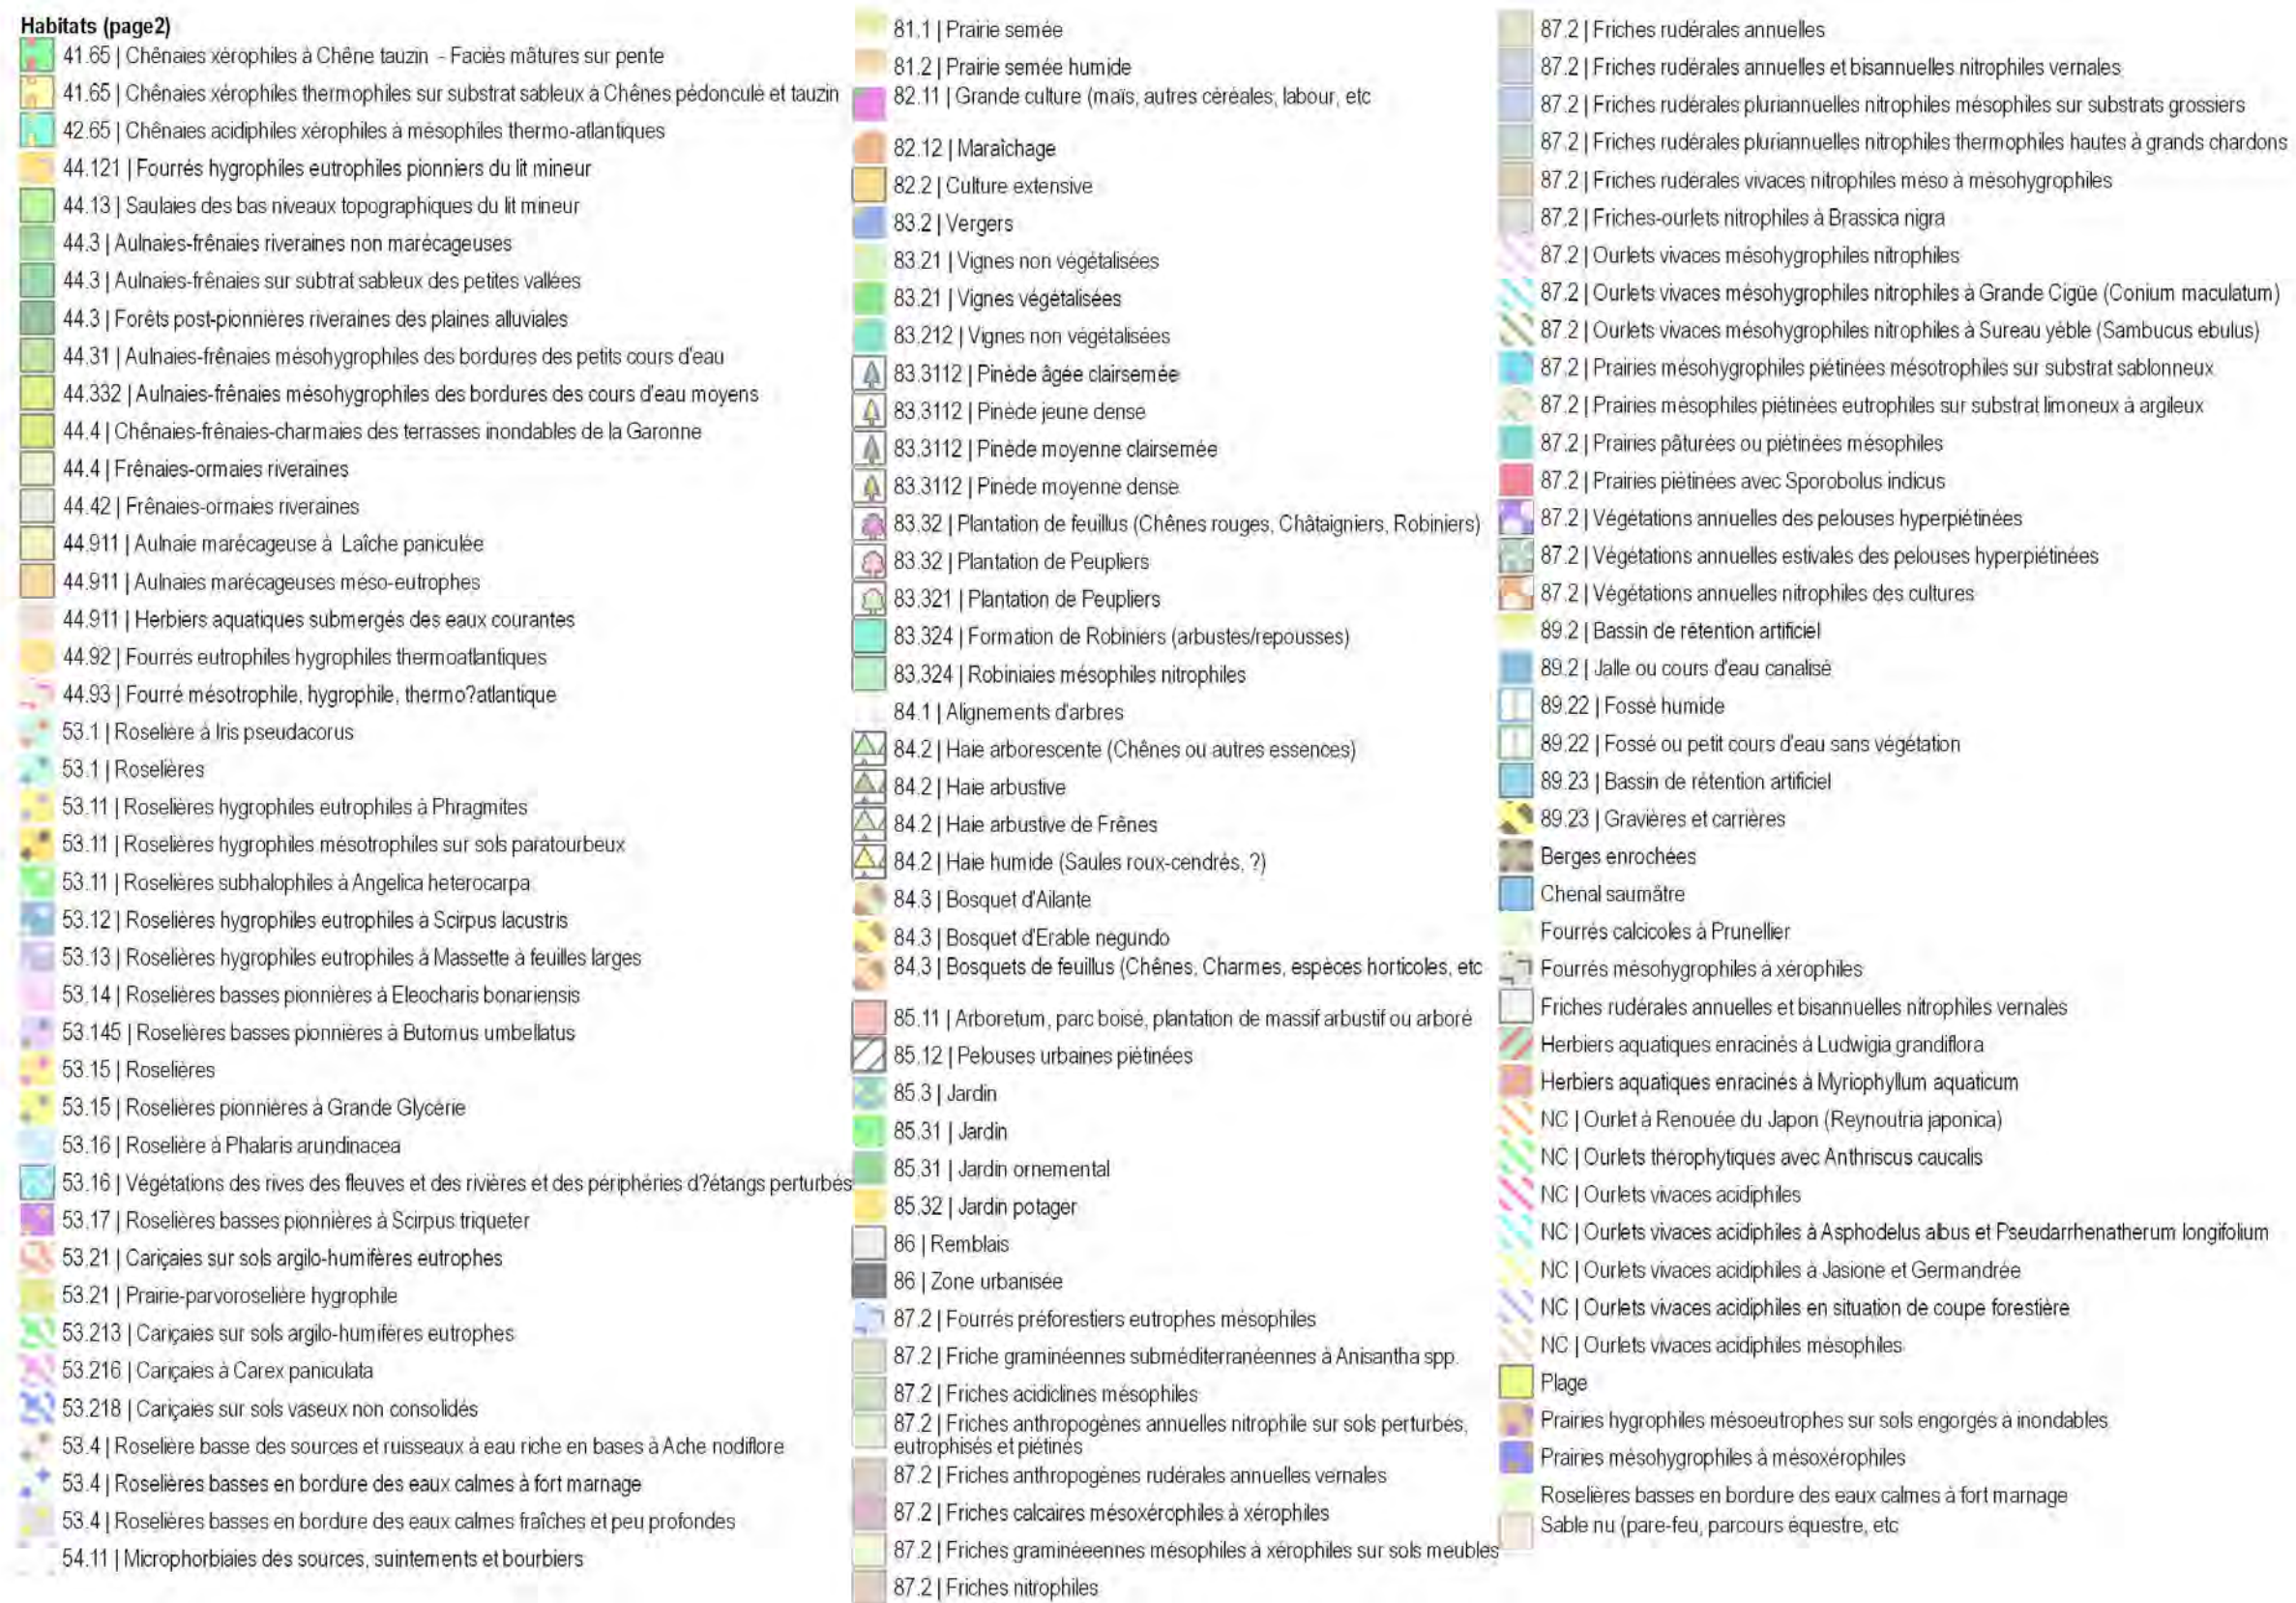 Habitats (page2)
41.65 | Chênaies xérophiles à Chêne tauzin - Faciès mâtures sur pente
41.65 | Chênaies xérophiles thermophiles sur substrat sableux à Chênes pédonculé et tauzin
42.65 | Chênaies acidiphiles xérophiles à mésophiles thermo-atlantiques
44.121 | Fourrés hygrophiles eutrophiles pionniers du lit mineur
44.13 | Saulaies des bas niveaux topographiques du lit mineur
44.3 | Aulnaies-frênaies riveraines non marécageuses
44.3 | Aulnaies-frênaies sur subtrat sableux des petites vallées
44.3 | Forêts post-pionnières riveraines des plaines alluviales
44.31 | Aulnaies-frênaies mésohygrophiles des bordures des petits cours d'eau
44.332 | Aulnaies-frênaies mésohygrophiles des bordures des cours d'eau moyens
44.4 | Chênaies-frênaies-charmaies des terrasses inondables de la Garonne
44.4 | Frênaies-ormaies riveraines
44.42 | Frênaies-ormaies riveraines
44.911 | Aulnaie marécageuse à Laîche paniculée
44.911 | Aulnaies marécageuses méso-eutrophes
44.911 | Herbiers aquatiques submergés des eaux courantes
44.92 | Fourrés eutrophiles hygrophiles thermoatlantiques
44.93 | Fourré mésotrophile, hygrophile, thermo?atlantique
53.1 | Roselière à Iris pseudacorus
53.1 | Roselières
53.11 | Roselières hygrophiles eutrophiles à Phragmites
53.11 | Roselières hygrophiles mésotrophiles sur sols paratourbeux
53.11 | Roselières subhalophiles à Angelica heterocarpa
53.12 | Roselières hygrophiles eutrophiles à Scirpus lacustris
53.13 | Roselières hygrophiles eutrophiles à Massette à feuilles larges
53.14 | Roselières basses pionnières à Eleocharis bonariensis
53.145 | Roselières basses pionnières à Butomus umbellatus
53.15 | Roselières
53.15 | Roselières pionnières à Grande Glycérie
53.16 | Roselière à Phalaris arundinacea
53.16 | Végétations des rives des fleuves et des rivières et des périphéries d?étangs perturbés
53.17 | Roselières basses pionnières à Scirpus triqueter
53.21 | Cariçaies sur sols argilo-humifères eutrophes
53.21 | Prairie-parvoroselière hygrophile
53.213 | Cariçaies sur sols argilo-humifères eutrophes
53.216 | Cariçaies à Carex paniculata
53.218 | Cariçaies sur sols vaseux non consolidés
53.4 | Roselière basse des sources et ruisseaux à eau riche en bases à Ache nodiflore
53.4 | Roselières basses en bordure des eaux calmes à fort marnage
53.4 | Roselières basses en bordure des eaux calmes fraîches et peu profondes
54.11 | Microphorbiaies des sources, suintements et bourbiers
81.1 | Prairie semée
81.2 | Prairie semée humide
82.11 | Grande culture (maïs, autres céréales, labour, etc
82.12 | Maraîchage
82.2 | Culture extensive
83.2 | Vergers
83.21 | Vignes non végétalisées
83.21 | Vignes végétalisées
83.212 | Vignes non végétalisées
83.3112 | Pinède âgée clairsemée
83.3112 | Pinède jeune dense
83.3112 | Pinède moyenne clairsemée
83.3112 | Pinède moyenne dense
83.32 | Plantation de feuillus (Chênes rouges, Châtaigniers, Robiniers)
83.32 | Plantation de Peupliers
83.321 | Plantation de Peupliers
83.324 | Formation de Robiniers (arbustes/repousses)
83.324 | Robiniaies mésophiles nitrophiles
84.1 | Alignements d'arbres
84.2 | Haie arborescente (Chênes ou autres essences)
84.2 | Haie arbustive
84.2 | Haie arbustive de Frênes
84.2 | Haie humide (Saules roux-cendrés, ?)
84.3 | Bosquet d'Ailante
84.3 | Bosquet d'Erable negundo
84.3 | Bosquets de feuillus (Chênes, Charmes, espèces horticoles, etc
85.11 | Arboretum, parc boisé, plantation de massif arbustif ou arboré
85.12 | Pelouses urbaines piétinées
85.3 | Jardin
85.31 | Jardin
85.31 | Jardin ornemental
85.32 | Jardin potager
86 | Remblais
86 | Zone urbanisée
87.2 | Fourrés préforestiers eutrophes mésophiles
87.2 | Friche graminéennes subméditerranéennes à Anisantha spp.
87.2 | Friches acidiclines mésophiles
87.2 | Friches anthropogènes annuelles nitrophile sur sols perturbés,
eutrophisés et piétinés
87.2 | Friches anthropogènes rudérales annuelles vernales
87.2 | Friches calcaires mésoxérophiles à xérophiles
87.2 | Friches graminéeennes mésophiles à xérophiles sur sols meubles
87.2 | Friches nitrophiles
87.2 | Friches rudérales annuelles
87.2 | Friches rudérales annuelles et bisannuelles nitrophiles vernales
87.2 | Friches rudérales pluriannuelles nitrophiles mésophiles sur substrats grossiers
87.2 | Friches rudérales pluriannuelles nitrophiles thermophiles hautes à grands chardons
87.2 | Friches rudérales vivaces nitrophiles méso à mésohygrophiles
87.2 | Friches-ourlets nitrophiles à Brassica nigra
87.2 | Ourlets vivaces mésohygrophiles nitrophiles
87.2 | Ourlets vivaces mésohygrophiles nitrophiles à Grande Cigüe (Conium maculatum)
87.2 | Ourlets vivaces mésohygrophiles nitrophiles à Sureau yèble (Sambucus ebulus)
87.2 | Prairies mésohygrophiles piétinées mésotrophiles sur substrat sablonneux
87.2 | Prairies mésophiles piétinées eutrophiles sur substrat limoneux à argileux
87.2 | Prairies pâturées ou piétinées mésophiles
87.2 | Prairies piétinées avec Sporobolus indicus
87.2 | Végétations annuelles des pelouses hyperpiétinées
87.2 | Végétations annuelles estivales des pelouses hyperpiétinées
87.2 | Végétations annuelles nitrophiles des cultures
89.2 | Bassin de rétention artificiel
89.2 | Jalle ou cours d'eau canalisé
89.22 | Fossé humide
89.22 | Fossé ou petit cours d'eau sans végétation
89.23 | Bassin de rétention artificiel
89.23 | Gravières et carrières
Berges enrochées
Chenal saumâtre
Fourrés calcicoles à Prunellier
Fourrés mésohygrophiles à xérophiles
Friches rudérales annuelles et bisannuelles nitrophiles vernales
Herbiers aquatiques enracinés à Ludwigia grandiflora
Herbiers aquatiques enracinés à Myriophyllum aquaticum
NC | Ourlet à Renouée du Japon (Reynoutria japonica)
NC | Ourlets thérophytiques avec Anthriscus caucalis
NC | Ourlets vivaces acidiphiles
NC | Ourlets vivaces acidiphiles à Asphodelus albus et Pseudarrhenatherum longifolium
NC | Ourlets vivaces acidiphiles à Jasione et Germandrée
NC | Ourlets vivaces acidiphiles en situation de coupe forestière
NC | Ourlets vivaces acidiphiles mésophiles
Plage
Prairies hygrophiles mésoeutrophes sur sols engorgés à inondables
Prairies mésohygrophiles à mésoxérophiles
Roselières basses en bordure des eaux calmes à fort marnage
Sable nu (pare-feu, parcours équestre, etc